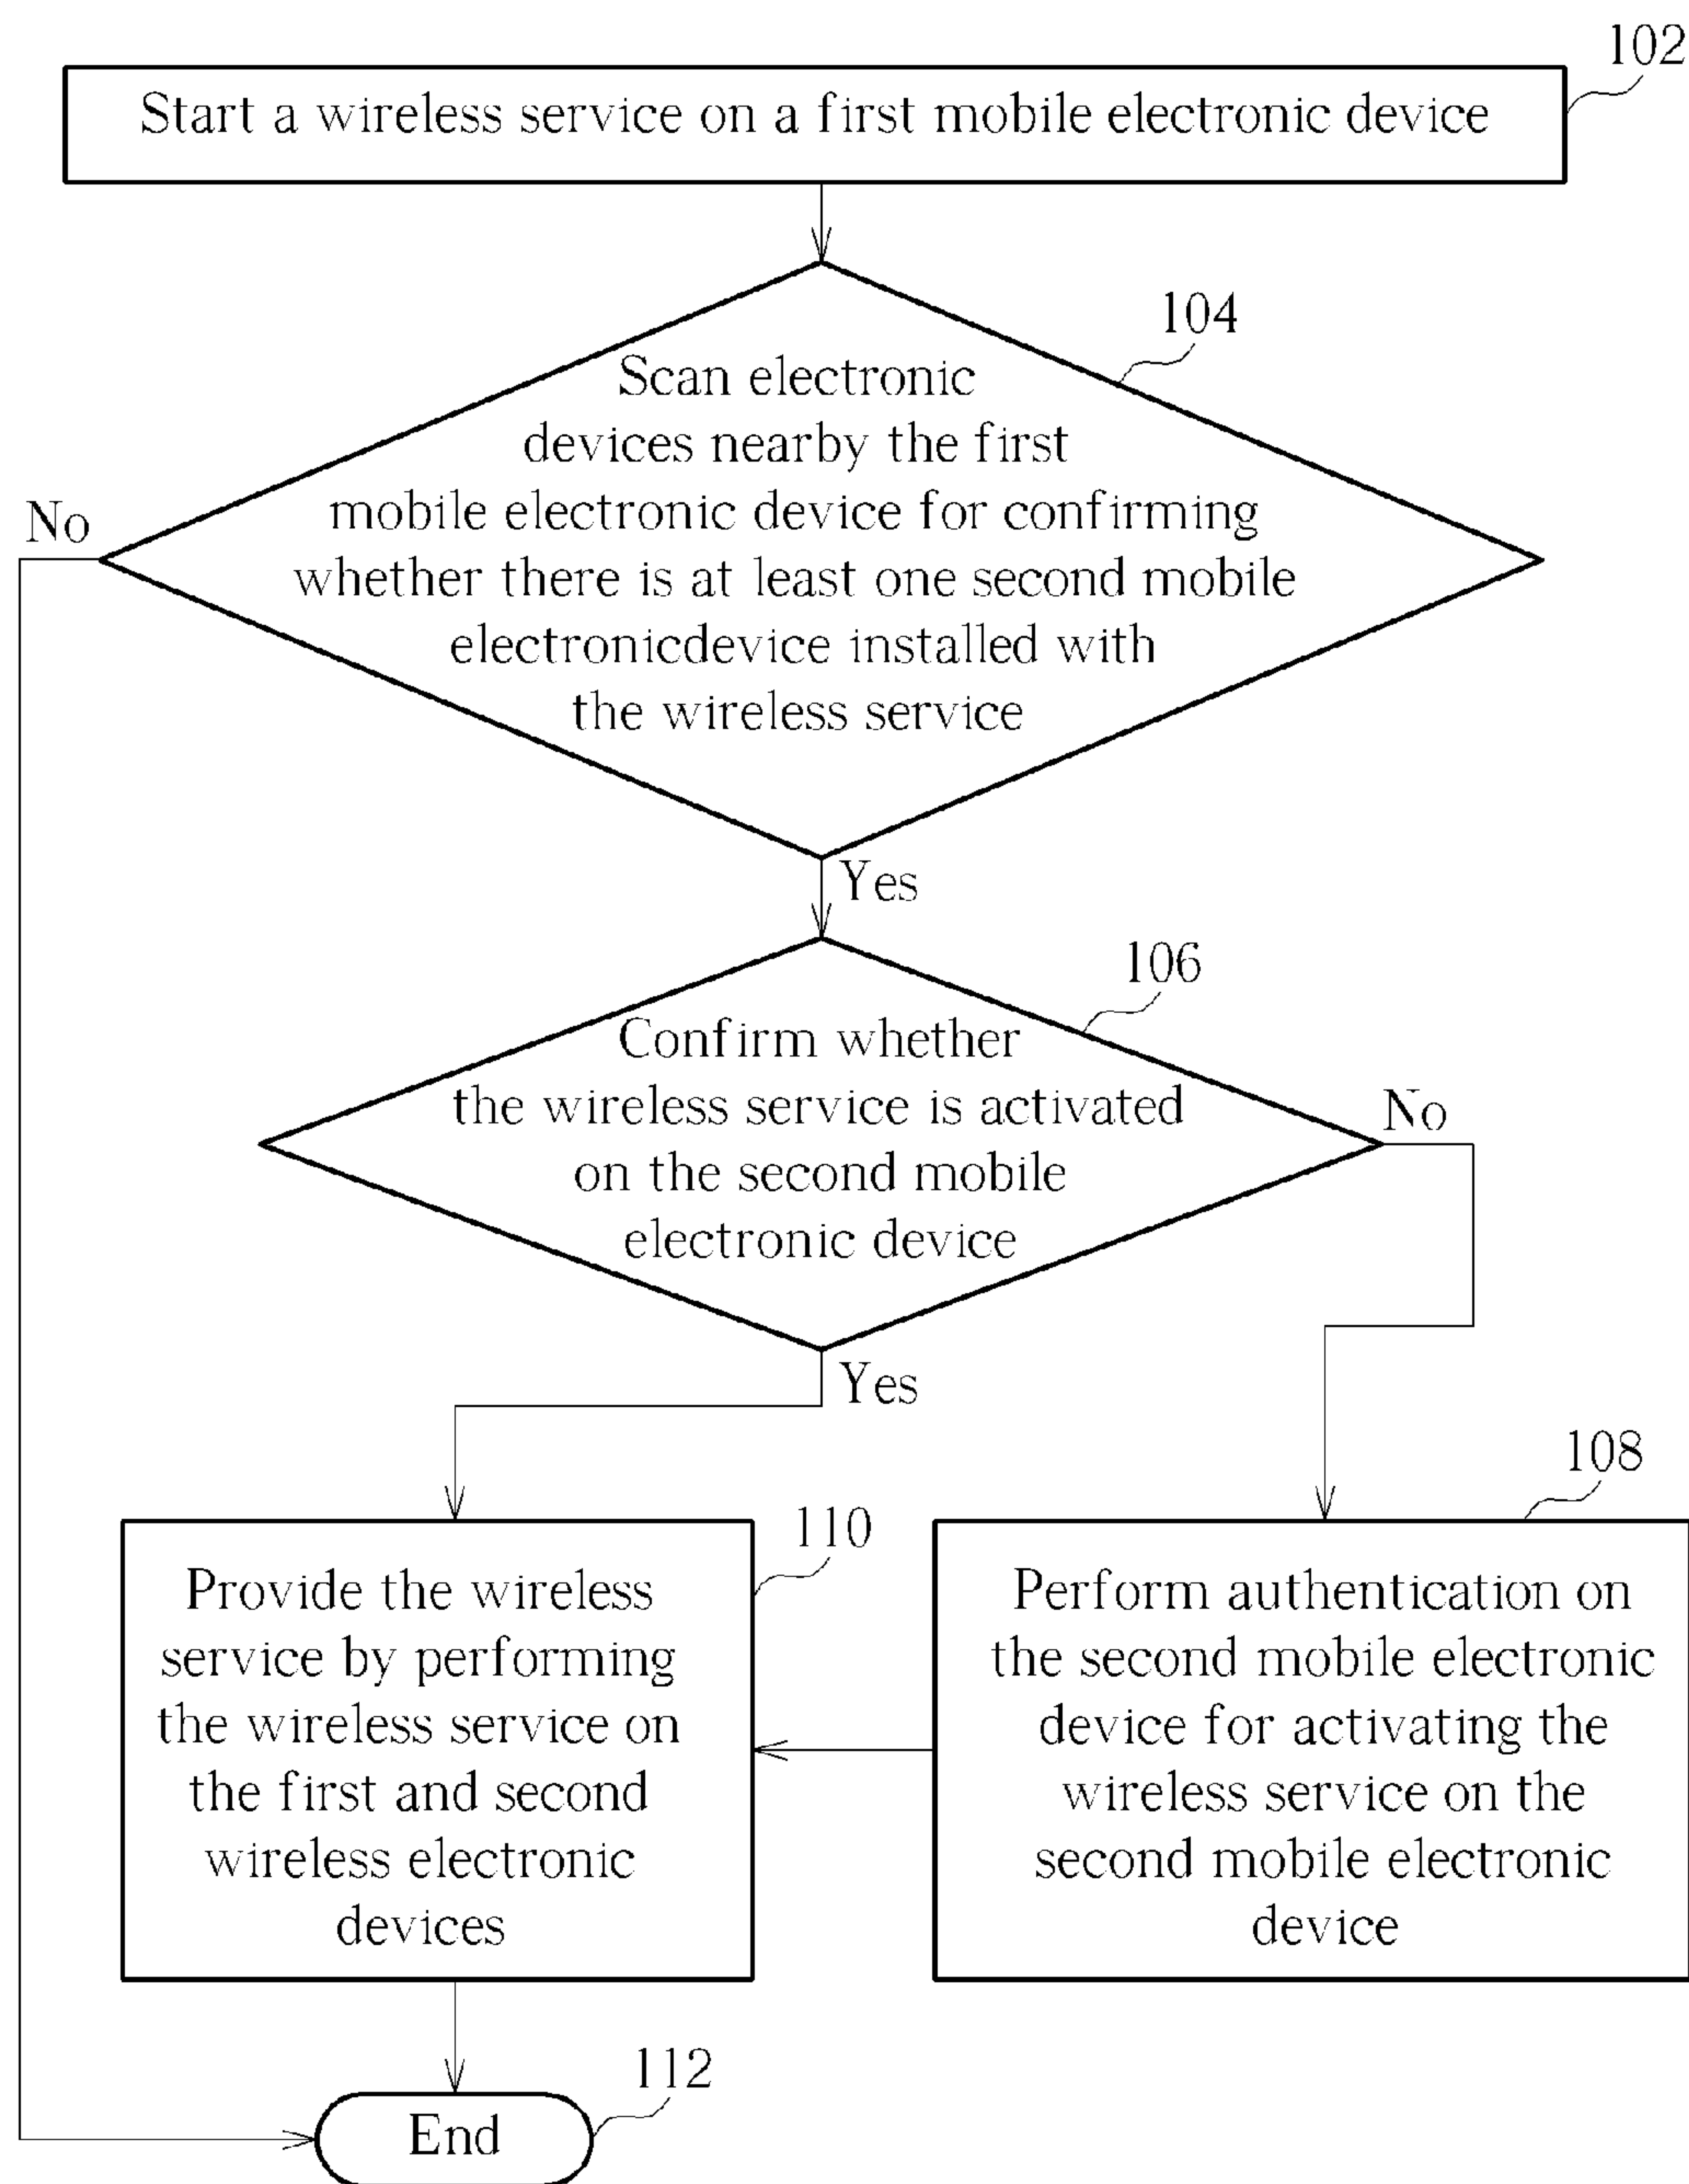 102
Start a wireless service on a first mobile electronic device
104
Scan electronic
devices nearby the first
mobile electronic device for confirming
whether there is at least one second mobile
electronicdevice installed with
the wireless service
No
Yes
106
Confirm whether
the wireless service is activated
on the second mobile
electronic device
No
Yes
108
110
Provide the wireless
service by performing
the wireless service on
the first and second
wireless electronic
devices
Perform authentication on
the second mobile electronic
device for activating the
wireless service on the
second mobile electronic
device
112
End